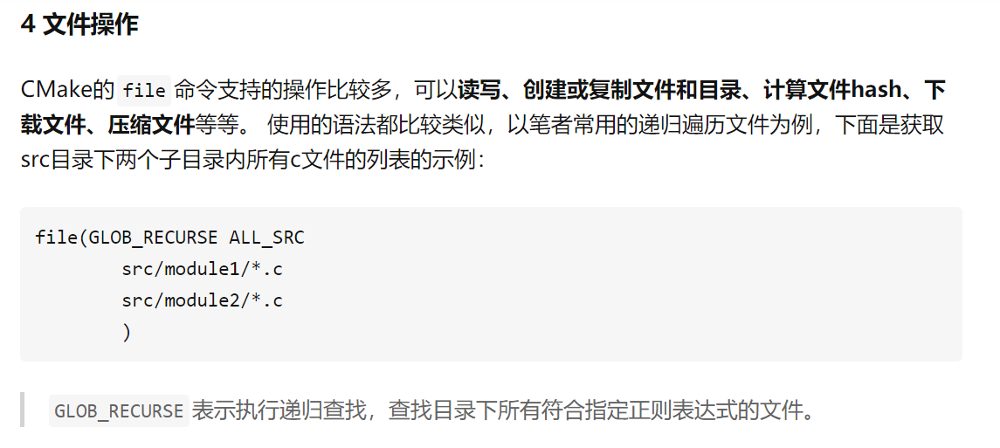 4 文件操作
CMake的 file 命令支持的操作比较多，可以读写、创建或复制文件和目录、计算文件hash、下
载文件、压缩文件等等。 使用的语法都比较类似，以笔者常用的递归遍历文件为例，下面是获取
src目录下两个子目录内所有c文件的列表的示例：
file(GLOB_RECURSE ALL_SRC
        src/module1/*.c
        src/module2/*.c
        )
GLOB_RECURSE 表示执行递归查找，查找目录下所有符合指定正则表达式的文件。